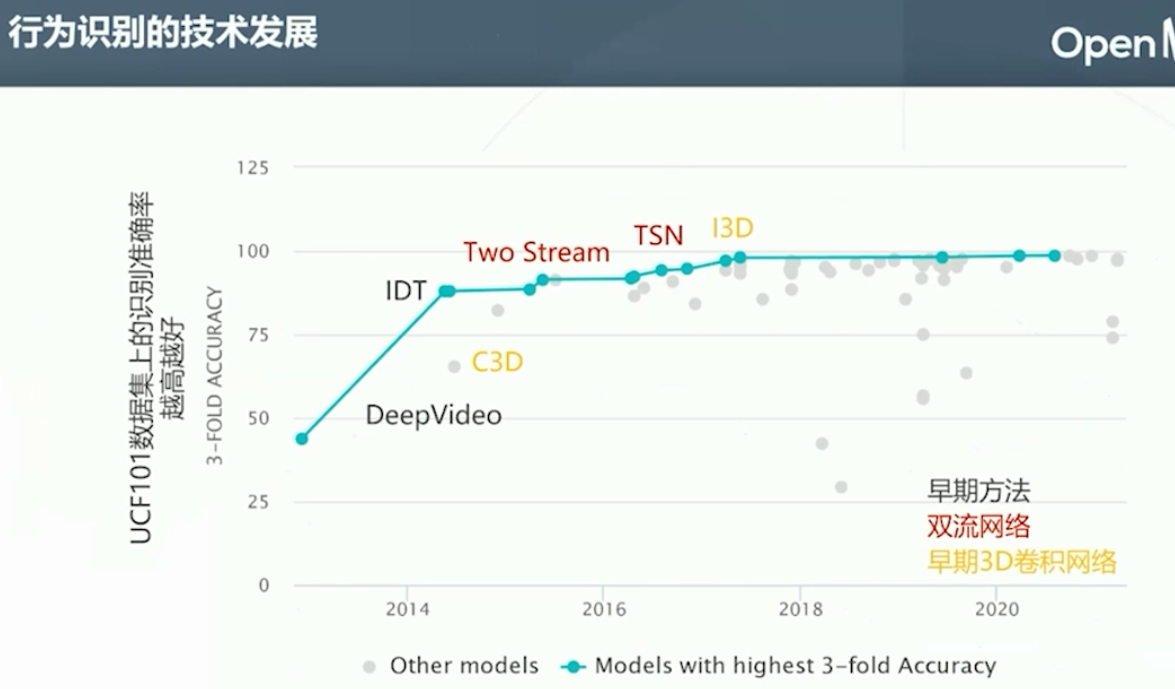 行为识别的技术发展
Open
UCF101数据集上的识别准确率
越高越好
3-FOLD ACCURACY
125
100
75
50
25
0
I3D
TSN
Two Stream
IDT
C3D
DeepVideo
早期方法
双流网络
早期3D卷积网络
2014
2016
2018
2020
Other models
Models with highest 3-fold Accuracy